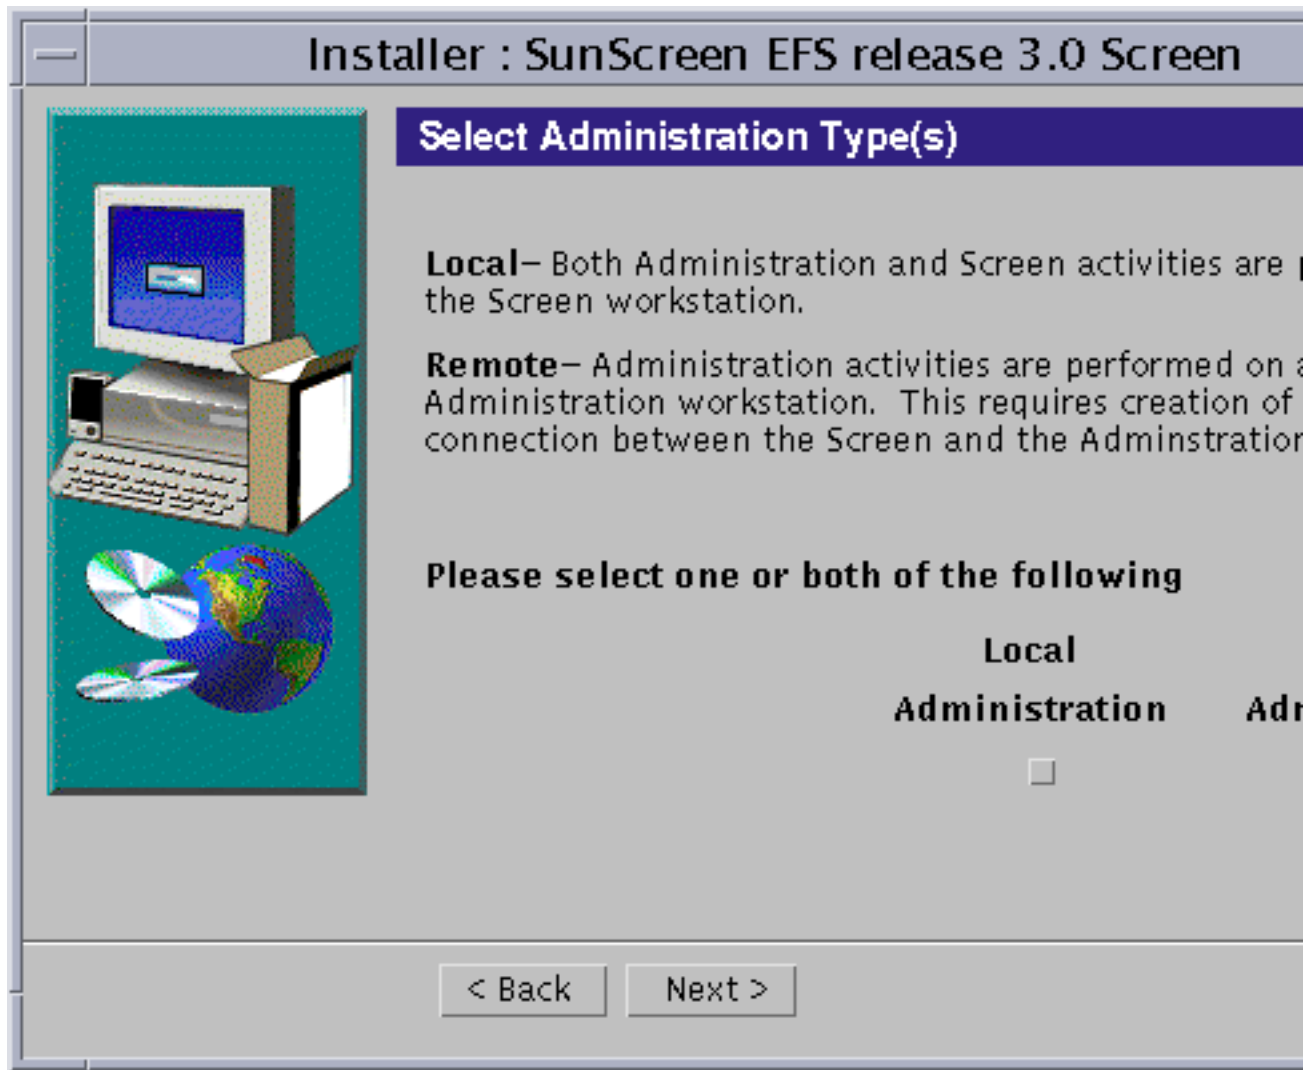 Installer : SunScreen EFS release 3.0 Screen
Select Administration Type(s)
Local– Both Administration and Screen activities are
the Screen workstation.
Remote– Administration activities are performed on a
Administration workstation. This requires creation of
connection between the Screen and the Adminstration
Please select one or both of the following
Local
Administration
< Back
Next >